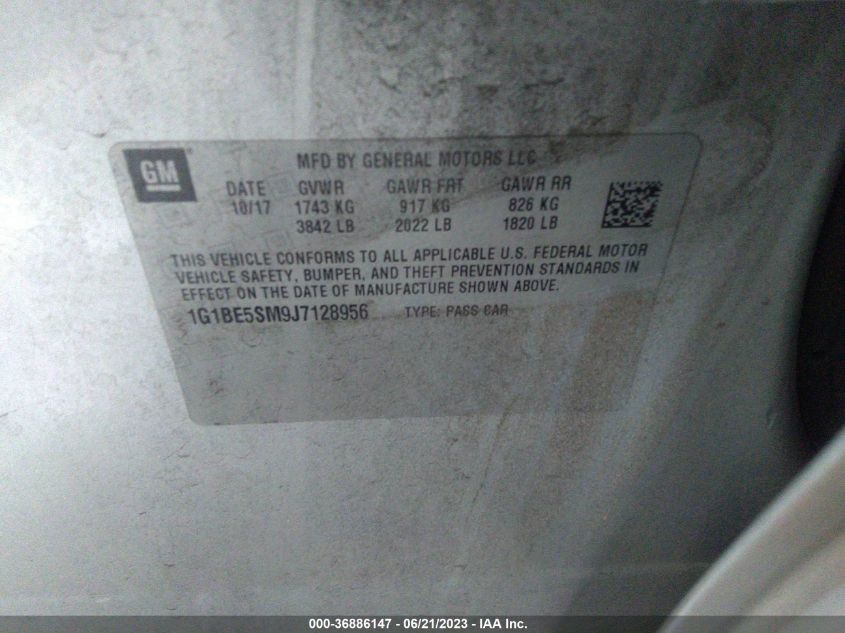 GM
MFD BY GENERAL MOTORS LLC
DATE GVWR GAWR FRT GAWR RR
10/17 1743 KG 917 KG 826 KG
3842 LB 2022 LB 1820 LB
THIS VEHICLE CONFORMS TO ALL APPLICABLE U.S. FEDERAL MOTOR
VEHICLE SAFETY, BUMPER, AND THEFT PREVENTION STANDARDS IN
EFFECT ON THE DATE OF MANUFACTURE SHOWN ABOVE.
1G1BE5SM9J7128956 TYPE: PASS CAR
000-36886147 - 06/21/2023 - IAA Inc.